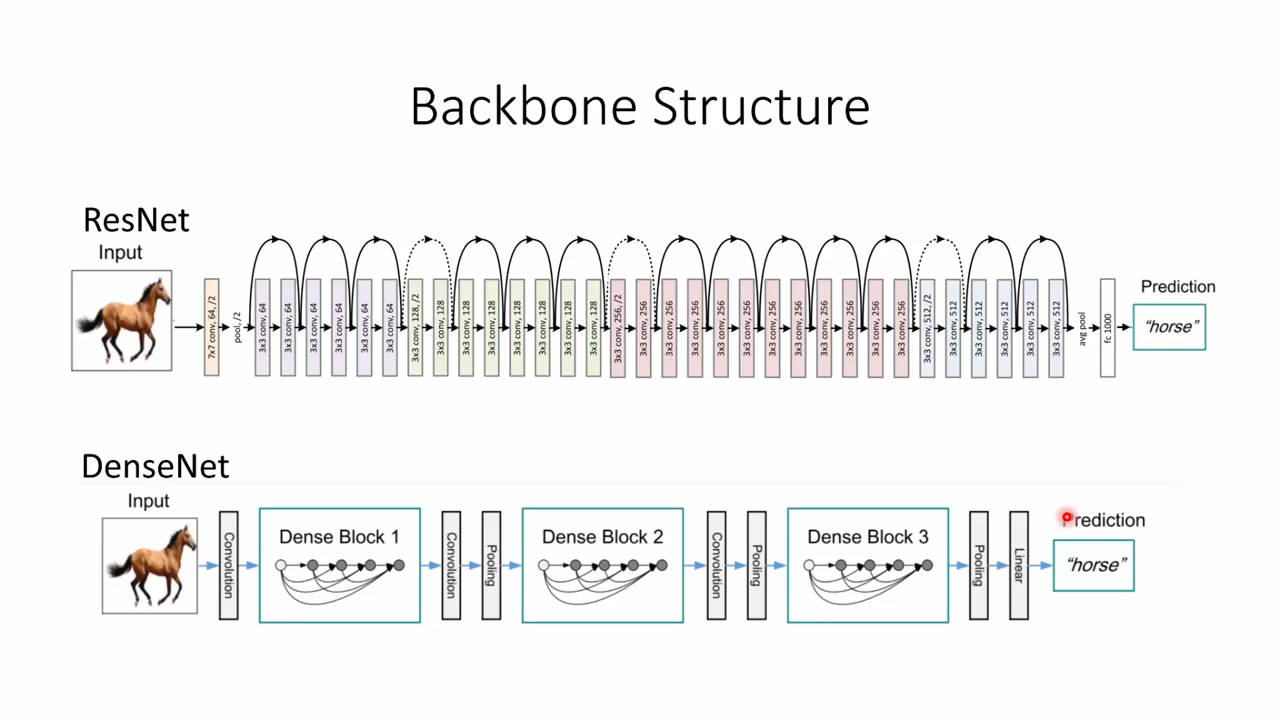 Backbone Structure
ResNet
Input
7x7 conv, 64, /2
pool, /2
3x3 conv, 64
3x3 conv, 64
3x3 conv, 64
3x3 conv, 64
3x3 conv, 64
3x3 conv, 64
3x3 conv, 128, /2
3x3 conv, 128
3x3 conv, 128
3x3 conv, 128
3x3 conv, 128
3x3 conv, 128
3x3 conv, 128
3x3 conv, 128
3x3 conv, 256, /2
3x3 conv, 256
3x3 conv, 256
3x3 conv, 256
3x3 conv, 256
3x3 conv, 256
3x3 conv, 256
3x3 conv, 256
3x3 conv, 256
3x3 conv, 256
3x3 conv, 256
3x3 conv, 256
3x3 conv, 512, /2
3x3 conv, 512
3x3 conv, 512
3x3 conv, 512
3x3 conv, 512
3x3 conv, 512
avg pool
fc 1000
Prediction
"horse"
DenseNet
Input
Convolution
Dense Block 1
Convolution
Pooling
Dense Block 2
Convolution
Pooling
Dense Block 3
Pooling
Linear
Prediction
"horse"